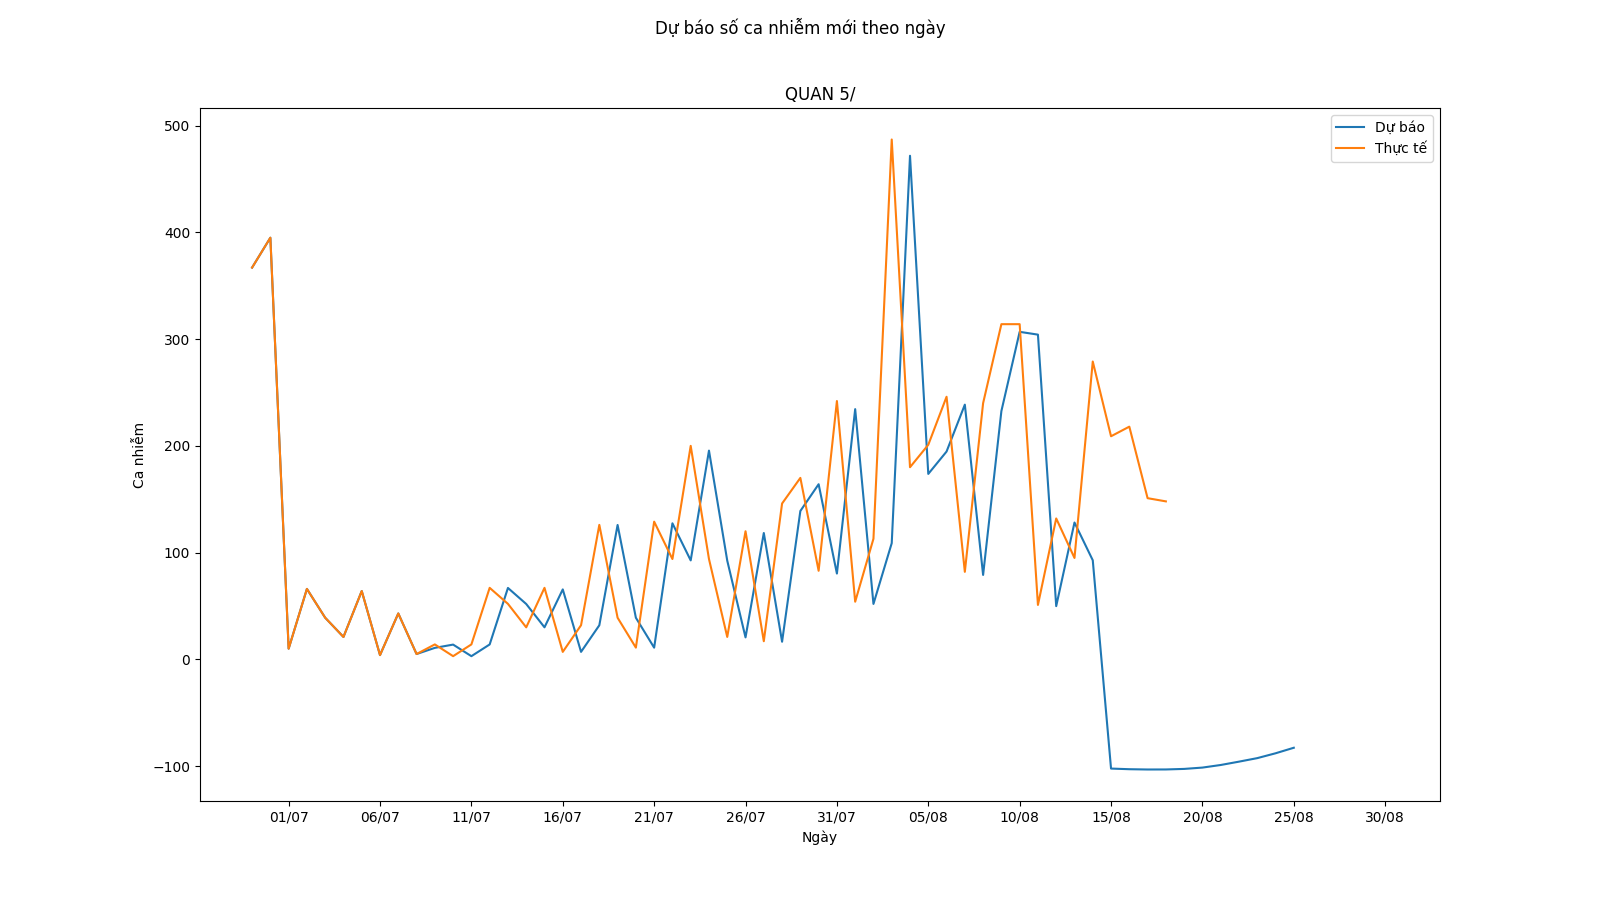 Dự báo số ca nhiễm mới theo ngày
QUAN 5/
Dự báo
Thực tế
500
400
300
200
100
0
−100
Ca nhiễm
01/07 06/07 11/07 16/07 21/07 26/07 31/07 05/08 10/08 15/08 20/08 25/08 30/08
Ngày